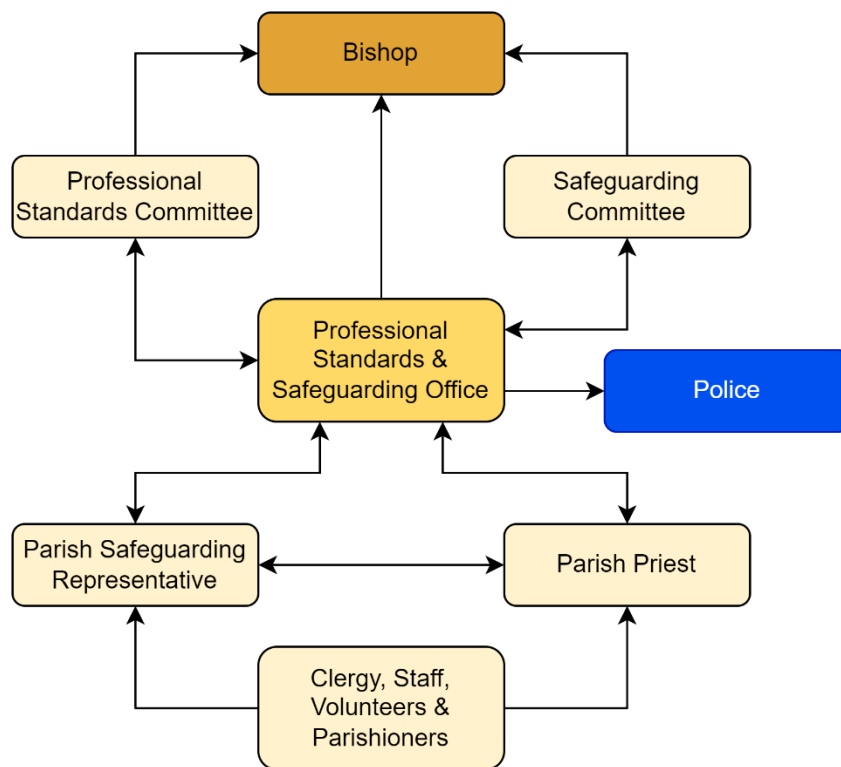 Bishop
Professional
Standards Committee
Safeguarding
Committee
Professional
Standards &
Safeguarding Office
Police
Parish Safeguarding
Representative
Parish Priest
Clergy, Staff,
Volunteers &
Parishioners